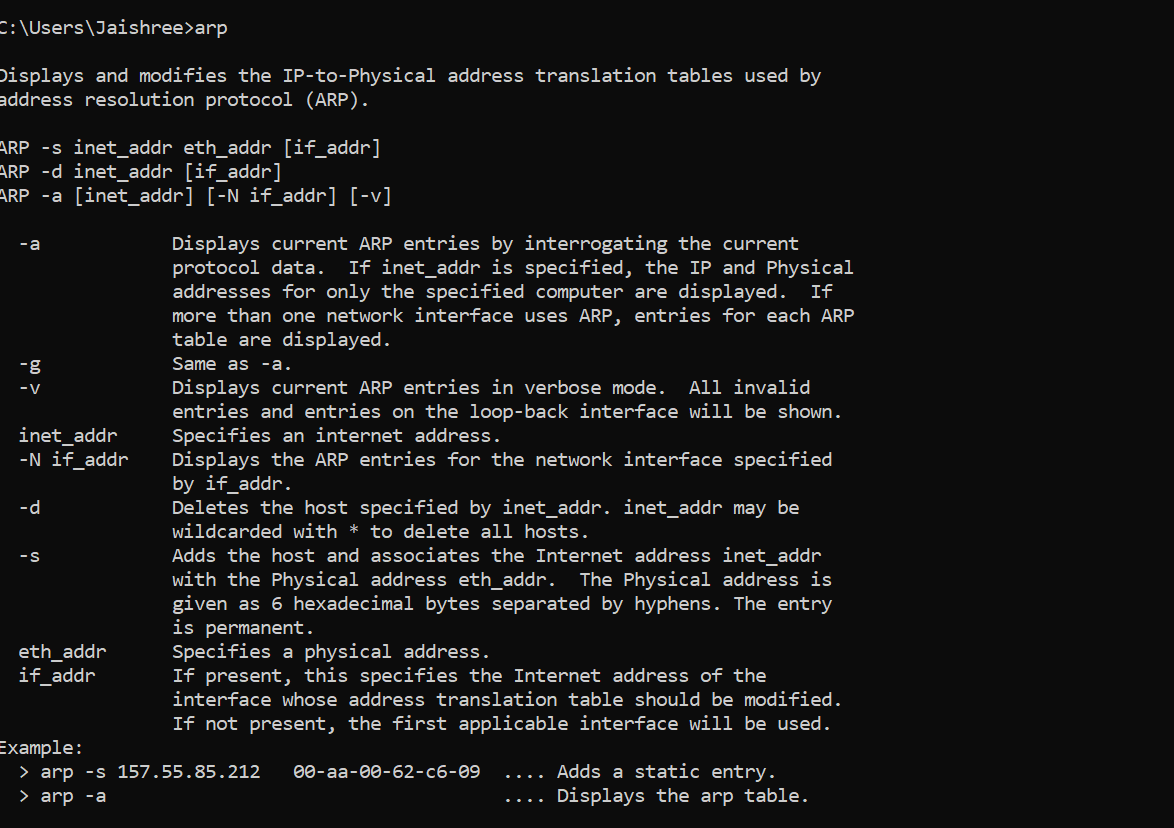 C:\Users\Jaishree>arp
Displays and modifies the IP-to-Physical address translation tables used by
address resolution protocol (ARP).
ARP -s inet_addr eth_addr [if_addr]
ARP -d inet_addr [if_addr]
ARP -a [inet_addr] [-N if_addr] [-v]
-a Displays current ARP entries by interrogating the current
protocol data. If inet_addr is specified, the IP and Physical
addresses for only the specified computer are displayed. If
more than one network interface uses ARP, entries for each ARP
table are displayed.
-g Same as -a.
-v Displays current ARP entries in verbose mode. All invalid
entries and entries on the loop-back interface will be shown.
inet_addr Specifies an internet address.
-N if_addr Displays the ARP entries for the network interface specified
by if_addr.
-d Deletes the host specified by inet_addr. inet_addr may be
wildcarded with * to delete all hosts.
-s Adds the host and associates the Internet address inet_addr
with the Physical address eth_addr. The Physical address is
given as 6 hexadecimal bytes separated by hyphens. The entry
is permanent.
eth_addr Specifies a physical address.
if_addr If present, this specifies the Internet address of the
interface whose address translation table should be modified.
If not present, the first applicable interface will be used.
Example:
> arp -s 157.55.85.212 00-aa-00-62-c6-09 .... Adds a static entry.
> arp -a .... Displays the arp table.